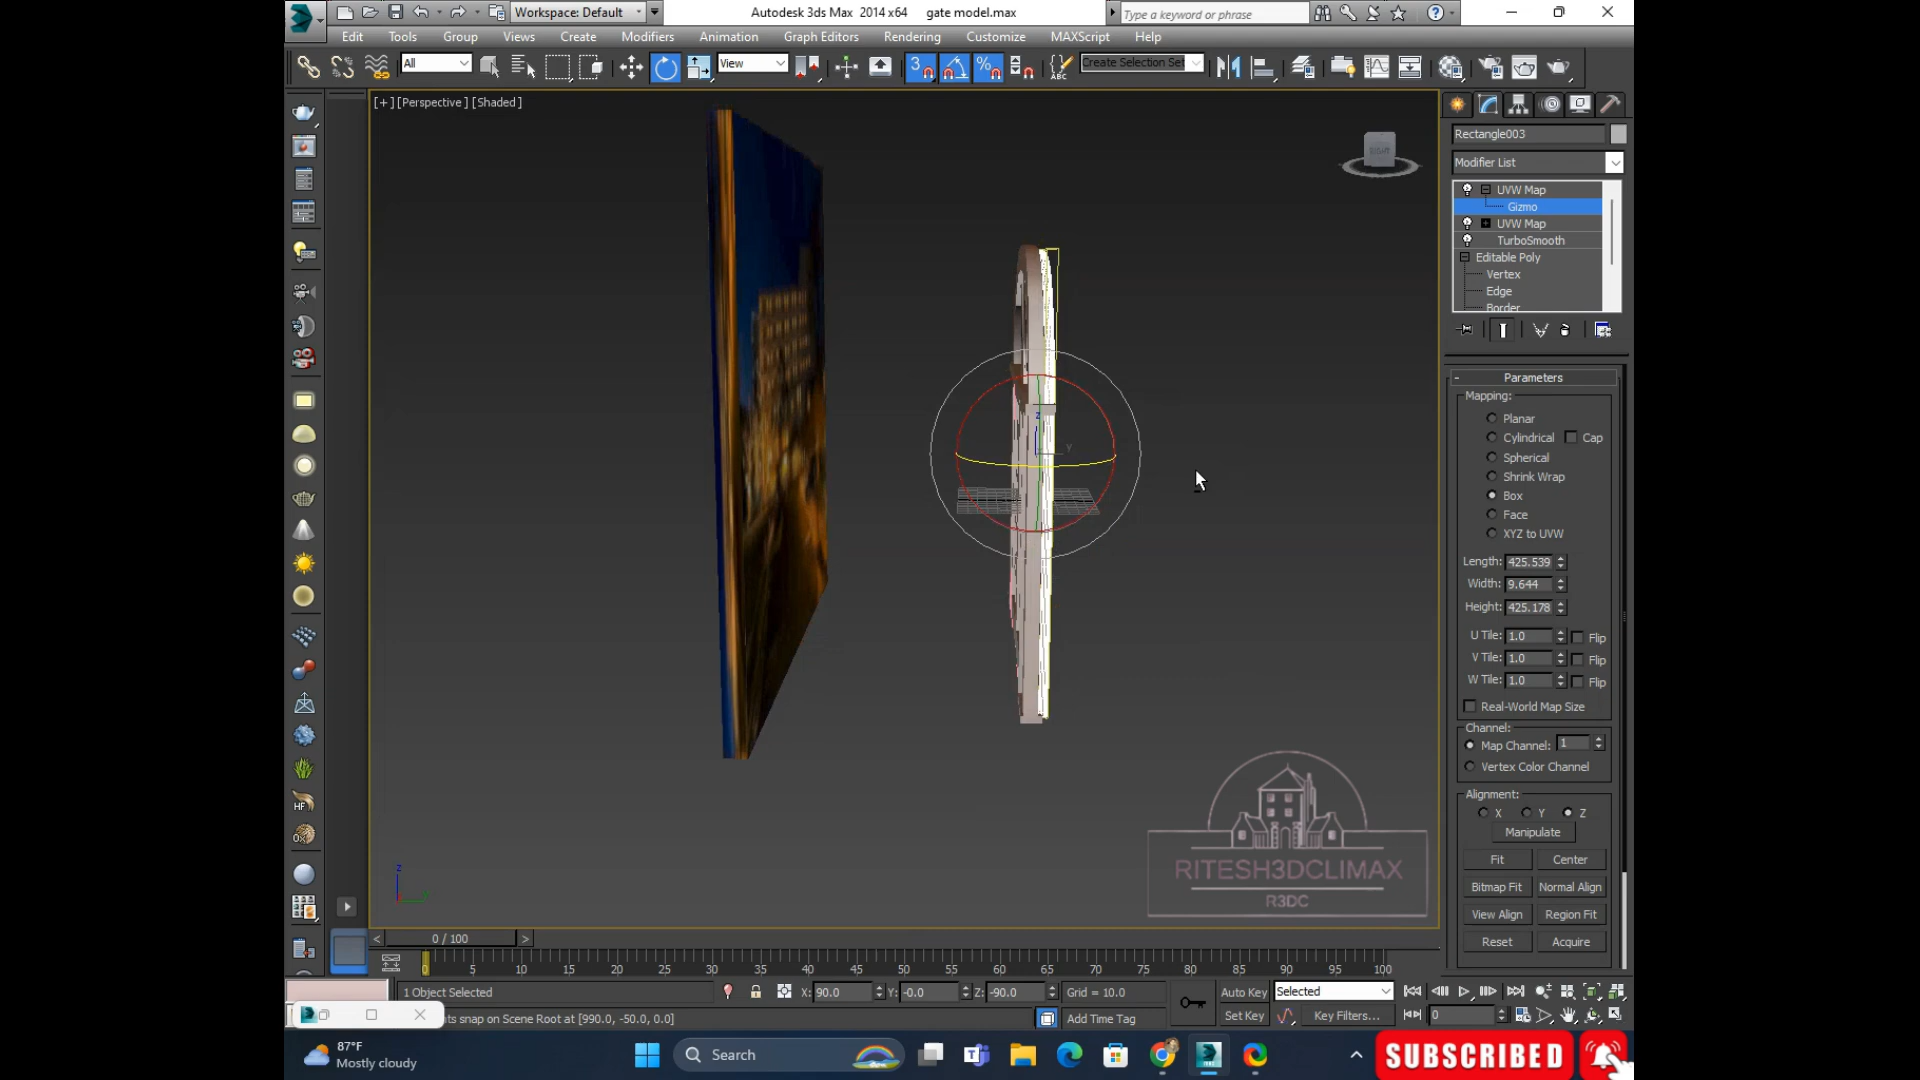 Workspace: Default
Autodesk 3ds Max 2014 x64 gate model.max
Type a keyword or phrase
Edit Tools Group Views Create Modifiers Animation Graph Editors Rendering Customize MAXScript Help
All
View
3
Create Selection Set
[+] [Perspective] [Shaded]
Rectangle003
Modifier List
UVW Map
Gizmo
UVW Map
TurboSmooth
Editable Poly
Vertex
Edge
Border
Parameters
Mapping:
Planar
Cylindrical Cap
Spherical
Shrink Wrap
Box
Face
XYZ to UVW
Length: 425.539
Width: 9.644
Height: 425.178
U Tile: 1.0 Flip
V Tile: 1.0 Flip
W Tile: 1.0 Flip
Real-World Map Size
Channel:
Map Channel: 1
Vertex Color Channel
Alignment:
X Y Z
Manipulate
Fit Center
Bitmap Fit Normal Align
View Align Region Fit
Reset Acquire
z
Y
z
RITESH3DCLIMAX
R3DC
0 / 100
0 5 10 15 20 25 30 35 40 45 50 55 60 65 70 75 80 85 90 95 100
1 Object Selected
X: 90.0 Y: -0.0 Z: -90.0 Grid = 10.0
Auto Key Selected
ts snap on Scene Root at [990.0, -50.0, 0.0]
Add Time Tag
Set Key Key Filters...
0
87°F
Mostly cloudy
Search
SUBSCRIBED